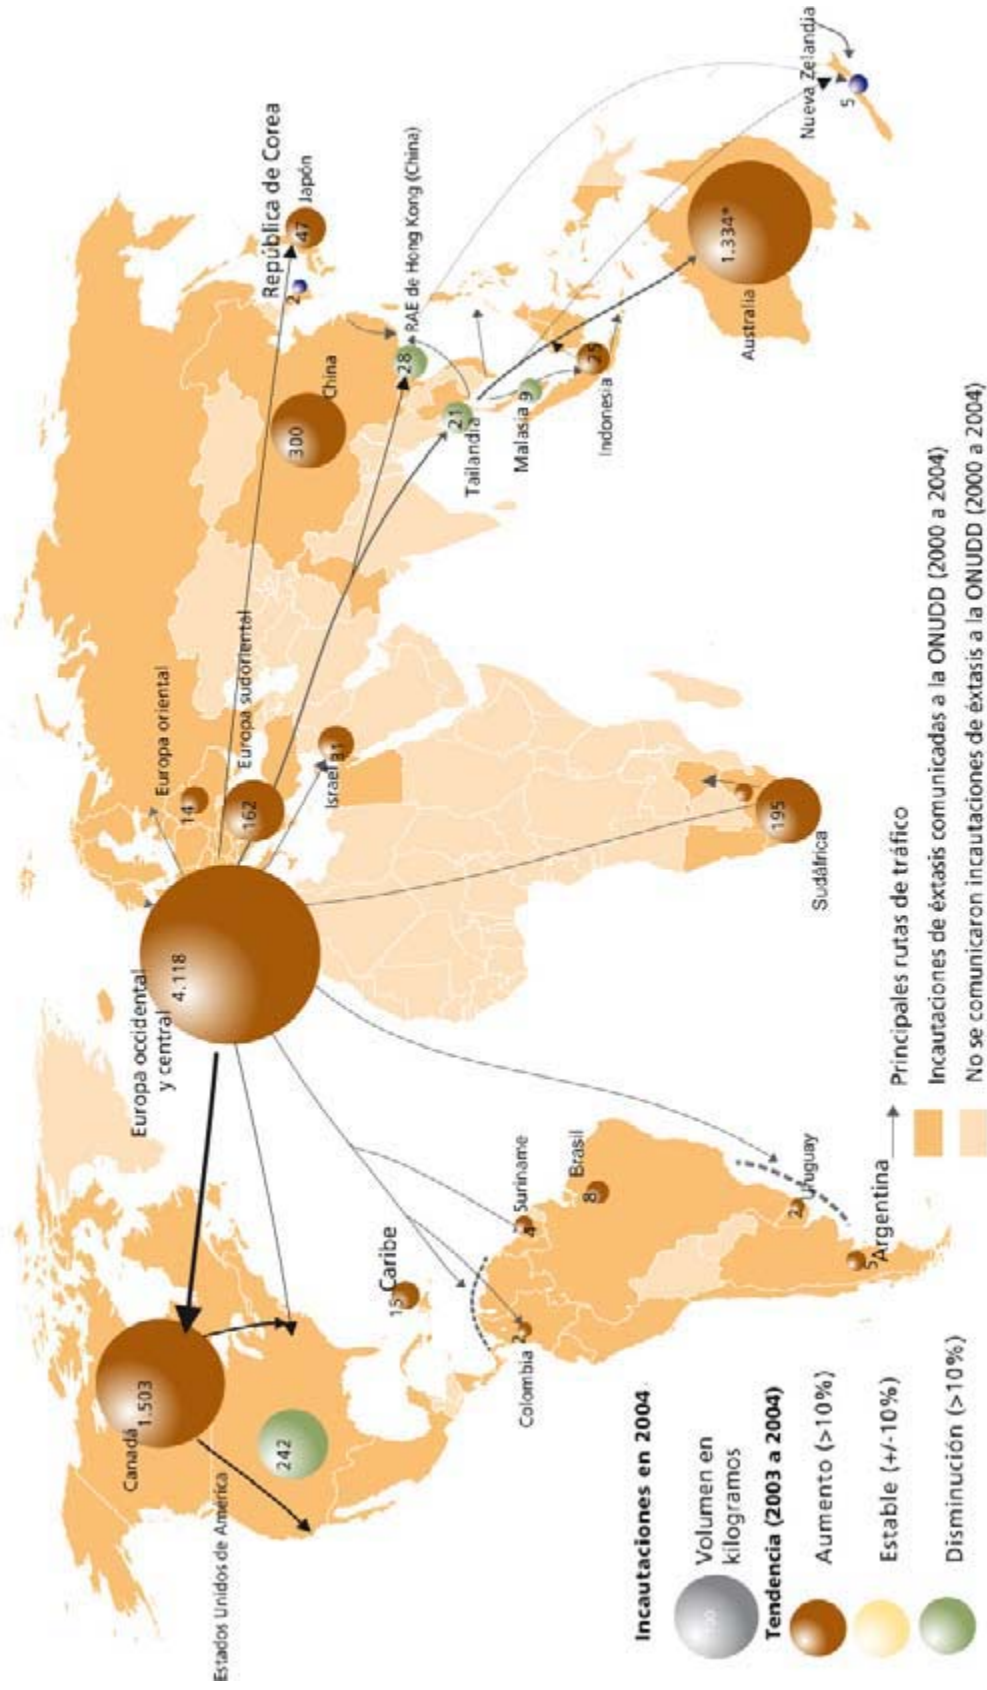 Canadá
1.503
Estados Unidos de América
242
Europa occidental
y central
4.118
Europa oriental
14
Europa sudoriental
162
Israel 31
República de Corea
2
47
Japón
China
300
28
RAE de Hong Kong (China)
21
Tailandia
Malasia 9
25
Indonesia
1.334*
Australia
Nueva Zelandia
5
15 Caribe
Colombia
2
Suriname
4
Brasil
8
Uruguay
2
5
Argentina
195
Sudáfrica
Incautaciones en 2004
Volumen en
kilogramos
Tendencia (2003 a 2004)
Aumento (>10%)
Estable (+/-10%)
Disminución (>10%)
Principales rutas de tráfico
Incautaciones de éxtasis comunicadas a la ONUDD (2000 a 2004)
No se comunicaron incautaciones de éxtasis a la ONUDD (2000 a 2004)